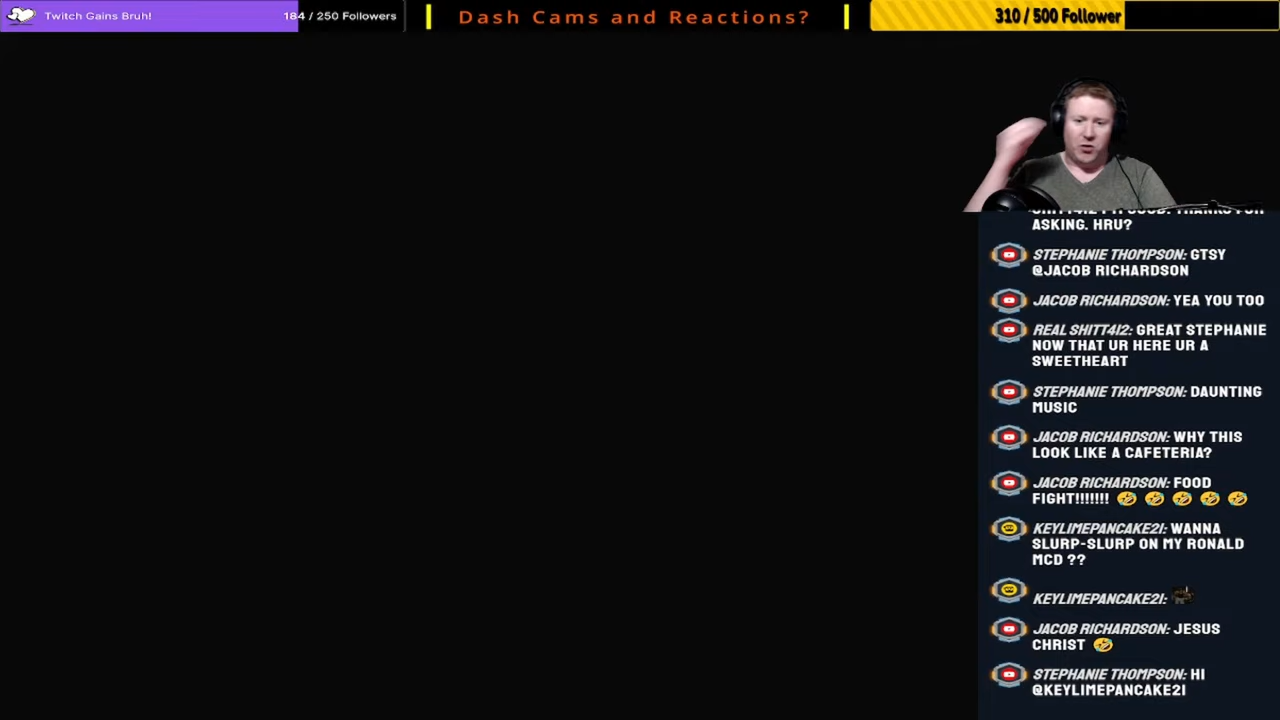 Twitch Gains Bruh!
184 / 250 Followers
Dash Cams and Reactions?
310 / 500 Follower
ASKING. HRU?
STEPHANIE THOMPSON: GTSY
@JACOB RICHARDSON
JACOB RICHARDSON: YEA YOU TOO
REAL SHITT412: GREAT STEPHANIE
NOW THAT UR HERE UR A
SWEETHEART
STEPHANIE THOMPSON: DAUNTING
MUSIC
JACOB RICHARDSON: WHY THIS
LOOK LIKE A CAFETERIA?
JACOB RICHARDSON: FOOD
FIGHT!!!!!!! 🤣 🤣 🤣 🤣 🤣
KEYLIMEPANCAKE21: WANNA
SLURP-SLURP ON MY RONALD
MCD ??
KEYLIMEPANCAKE21:
JACOB RICHARDSON: JESUS
CHRIST 🤣
STEPHANIE THOMPSON: HI
@KEYLIMEPANCAKE21